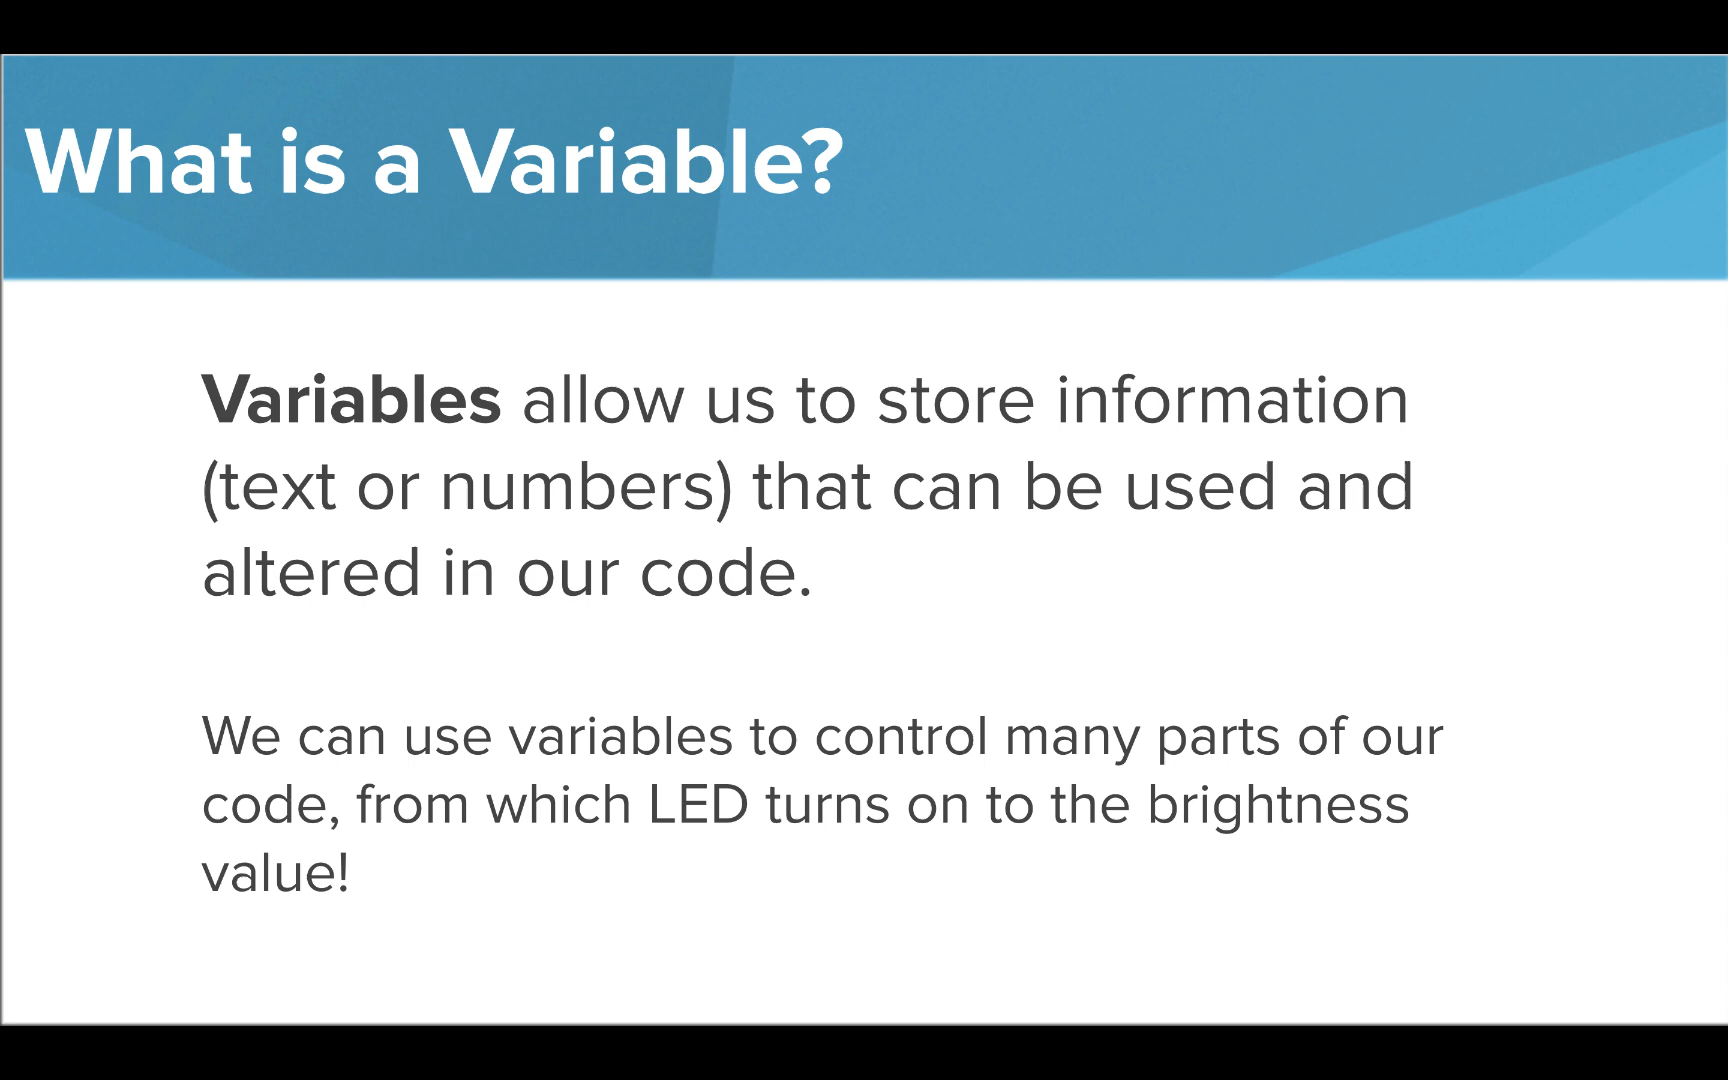 What is a Variable?
Variables allow us to store information
(text or numbers) that can be used and
altered in our code.
We can use variables to control many parts of our
code, from which LED turns on to the brightness
value!